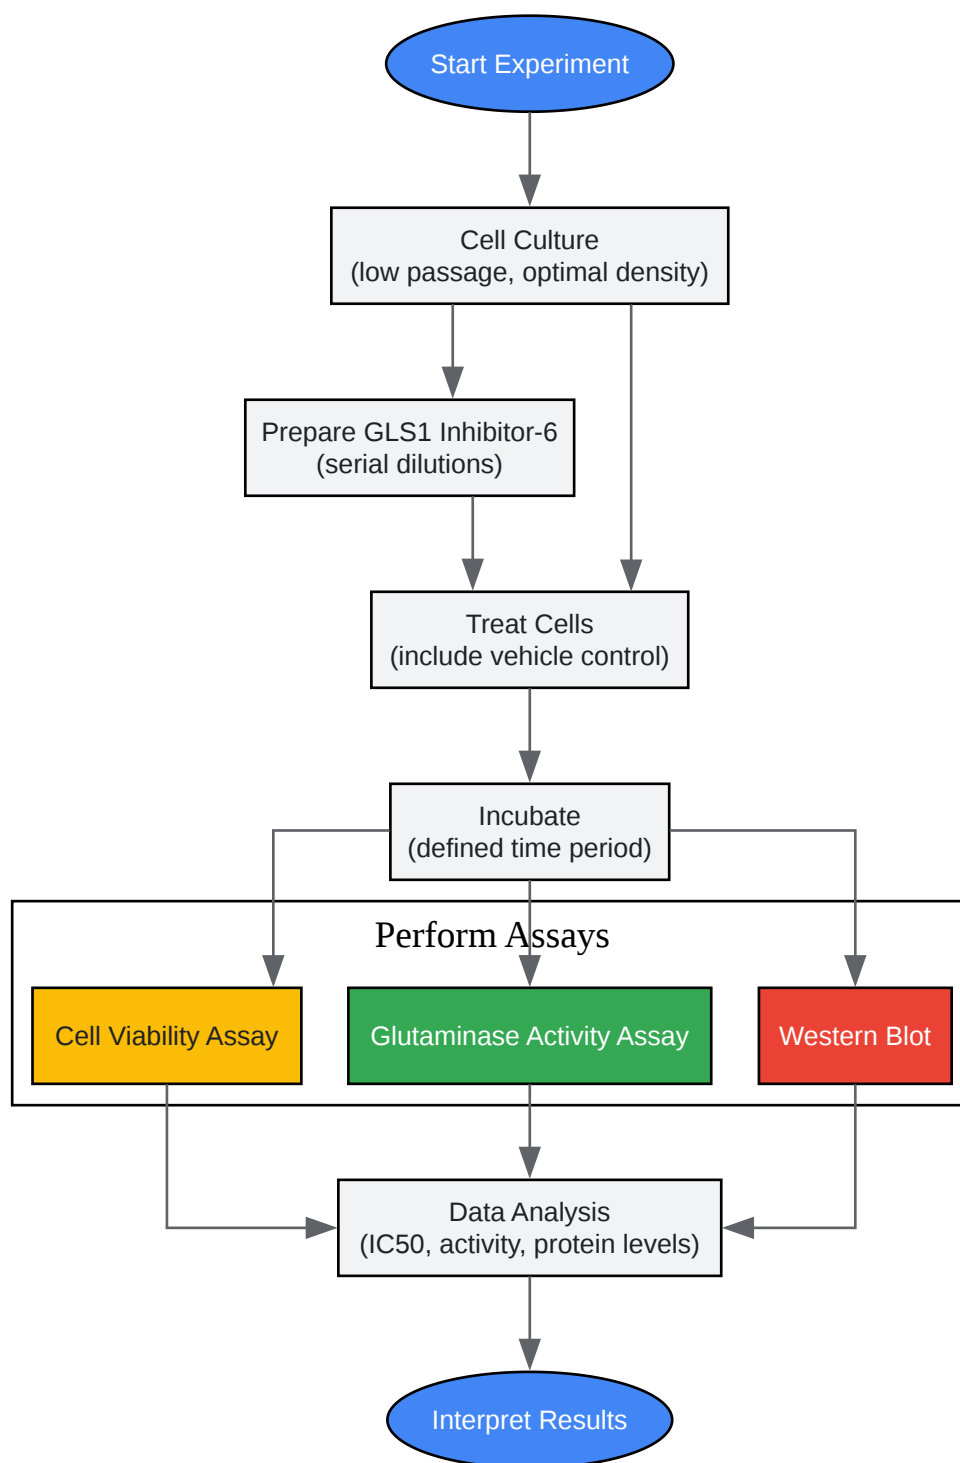 Start Experiment
Cell Culture
(low passage, optimal density)
Prepare GLS1 Inhibitor-6
(serial dilutions)
Treat Cells
(include vehicle control)
Incubate
(defined time period)
Perform Assays
Cell Viability Assay
Glutaminase Activity Assay
Western Blot
Data Analysis
(IC50, activity, protein levels)
Interpret Results